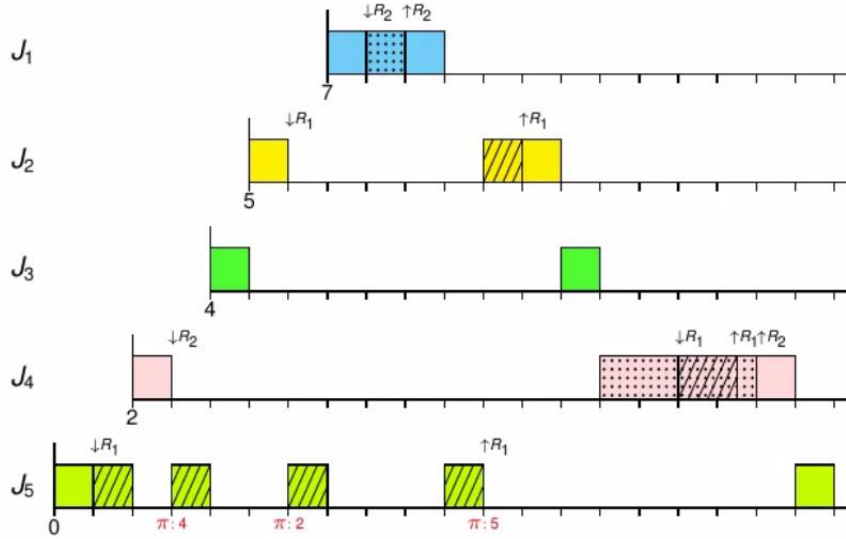 ↓R₂ ↑R₂
J₁
7
↓R₁ ↑R₁
J₂
5
J₃
4
↓R₂ ↓R₁ ↑R₁↑R₂
J₄
2
↓R₁ ↑R₁
J₅
0 π:4 π:2 π:5